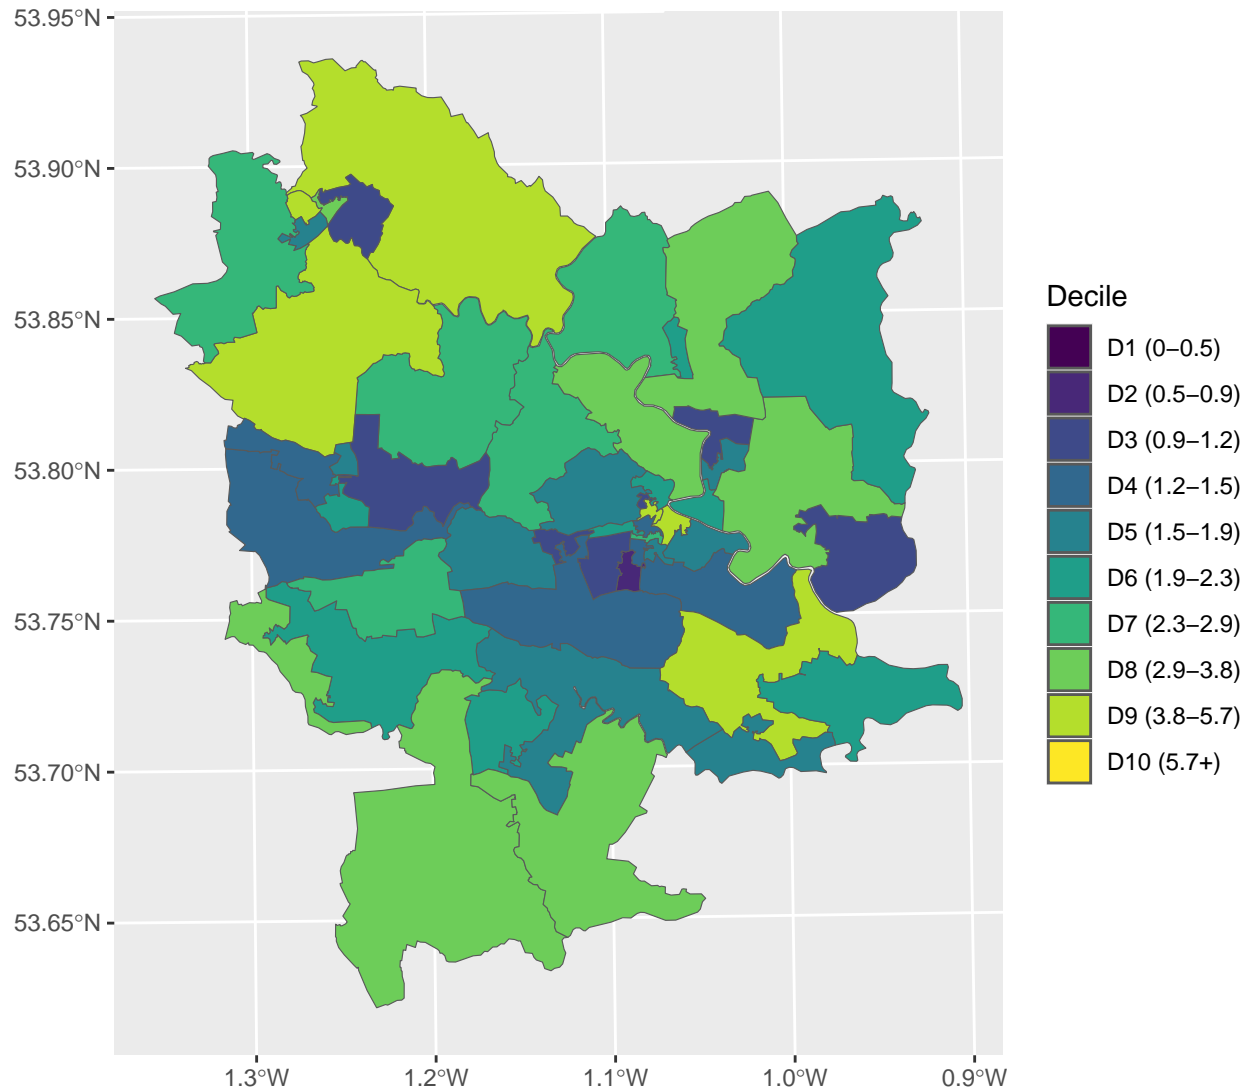 53.95°N
53.90°N
53.85°N
53.80°N
53.75°N
53.70°N
53.65°N
1.3°W
1.2°W
1.1°W
1.0°W
0.9°W
Decile
D1 (0–0.5)
D2 (0.5–0.9)
D3 (0.9–1.2)
D4 (1.2–1.5)
D5 (1.5–1.9)
D6 (1.9–2.3)
D7 (2.3–2.9)
D8 (2.9–3.8)
D9 (3.8–5.7)
D10 (5.7+)